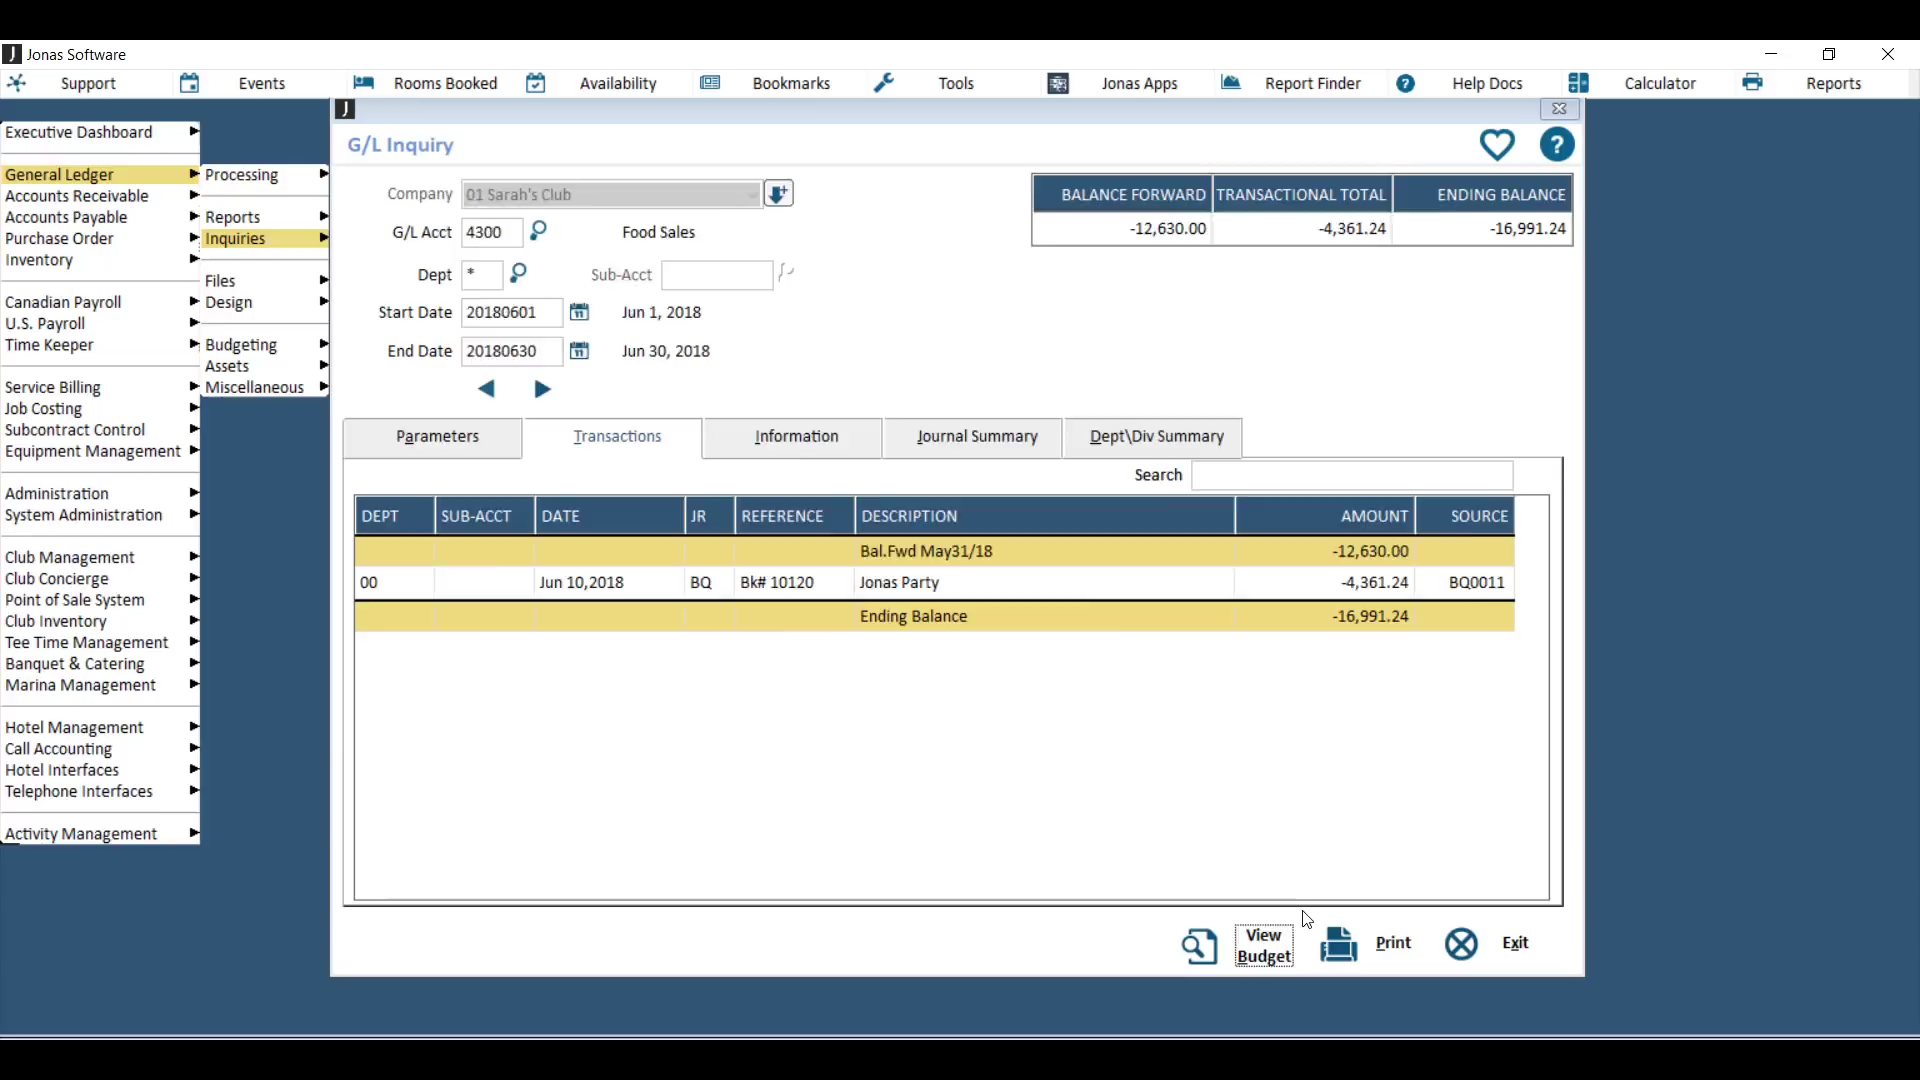 Jonas Software
Support Events Rooms Booked Availability Bookmarks Tools Jonas Apps Report Finder Help Docs Calculator Reports
Executive Dashboard
General Ledger
Accounts Receivable
Accounts Payable
Purchase Order
Inventory
Canadian Payroll
U.S. Payroll
Time Keeper
Service Billing
Job Costing
Subcontract Control
Equipment Management
Administration
System Administration
Club Management
Club Concierge
Point of Sale System
Club Inventory
Tee Time Management
Banquet & Catering
Marina Management
Hotel Management
Call Accounting
Hotel Interfaces
Telephone Interfaces
Activity Management
Processing
Reports
Inquiries
Files
Design
Budgeting
Assets
Miscellaneous
G/L Inquiry
Company 01 Sarah's Club
G/L Acct 4300 Food Sales
Dept * Sub-Acct
Start Date 20180601 Jun 1, 2018
End Date 20180630 Jun 30, 2018
BALANCE FORWARD TRANSACTIONAL TOTAL ENDING BALANCE
-12,630.00 -4,361.24 -16,991.24
Parameters Transactions Information Journal Summary Dept\Div Summary
Search
DEPT SUB-ACCT DATE JR REFERENCE DESCRIPTION AMOUNT SOURCE
Bal.Fwd May31/18 -12,630.00
00 Jun 10,2018 BQ Bk# 10120 Jonas Party -4,361.24 BQ0011
Ending Balance -16,991.24
View
Budget
Print
Exit